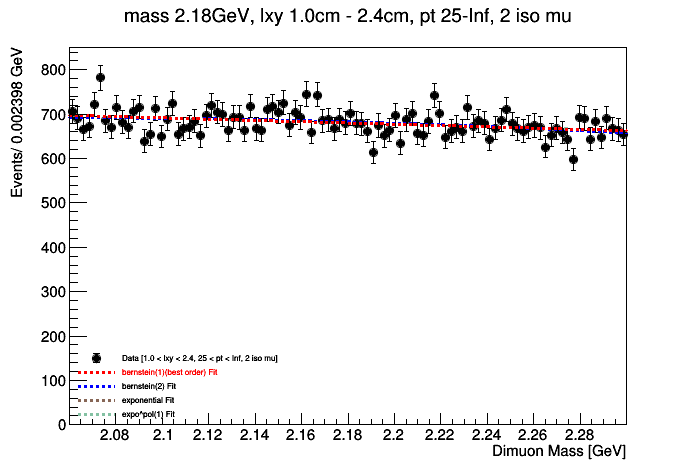 mass 2.18GeV, lxy 1.0cm - 2.4cm, pt 25-Inf, 2 iso mu
Events/ 0.002398 GeV
800
700
600
500
400
300
200
100
0
Data [1.0 < lxy < 2.4, 25 < pt < Inf, 2 iso mu]
bernstein(1)(best order) Fit
bernstein(2) Fit
exponential Fit
expo^pol(1) Fit
2.08 2.1 2.12 2.14 2.16 2.18 2.2 2.22 2.24 2.26 2.28
Dimuon Mass [GeV]